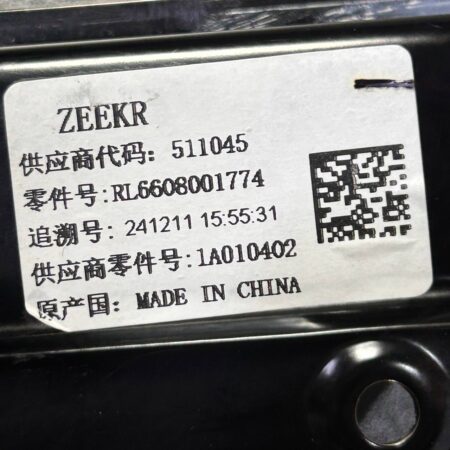 ZEEKR
供应商代码: 511045
零件号:RL6608001774
追溯号: 241211 15:55:31
供应商零件号:1A010402
原产国: MADE IN CHINA